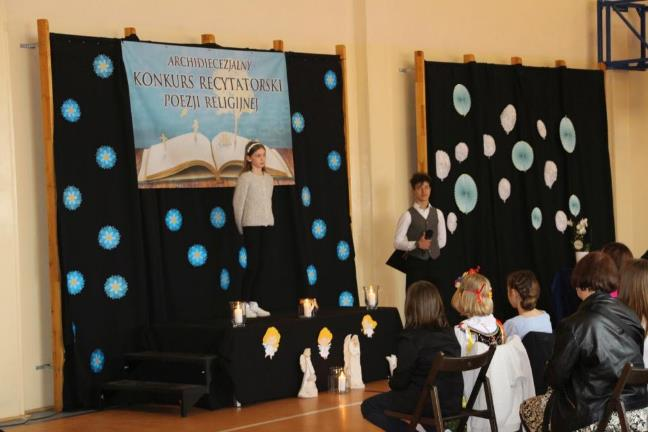 ARCHIDIECEZJALNY
KONKURS RECYTATORSKI
POEZJI RELIGIJNEJ